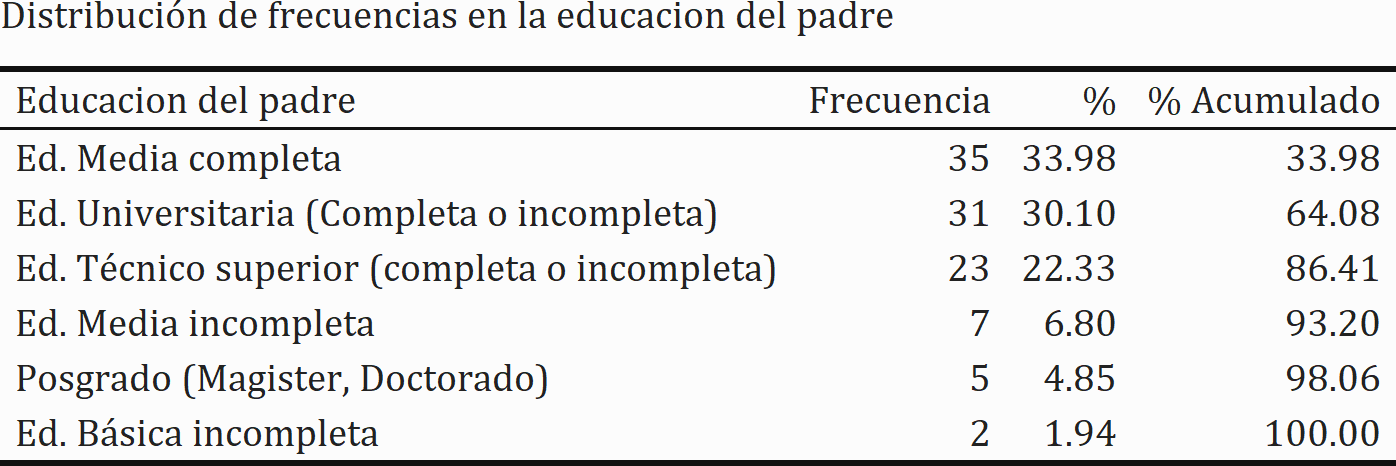 Distribución de frecuencias en la educacion del padre
Educacion del padre Frecuencia % % Acumulado
Ed. Media completa 35 33.98 33.98
Ed. Universitaria (Completa o incompleta) 31 30.10 64.08
Ed. Técnico superior (completa o incompleta) 23 22.33 86.41
Ed. Media incompleta 7 6.80 93.20
Posgrado (Magister, Doctorado) 5 4.85 98.06
Ed. Básica incompleta 2 1.94 100.00